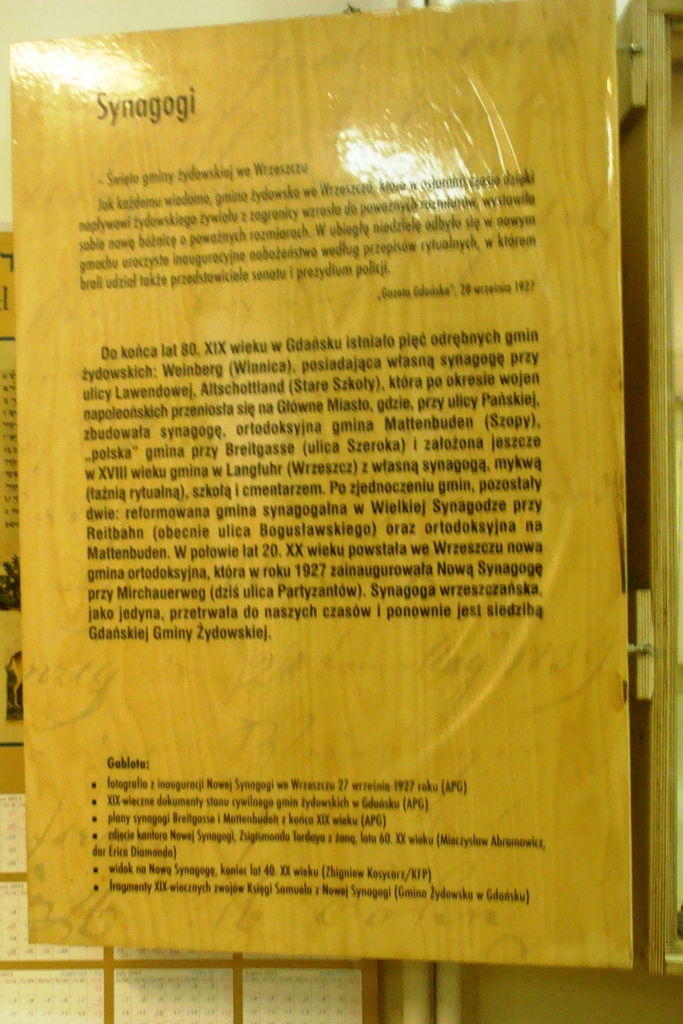 Synagogi
- Święto gminy żydowskiej we Wrzeszczu
Jak każdemu wiadomo, gmina żydowska we Wrzeszczu, która w ostatnim czasie dzięki
napływowi żydowskiego żywiołu z zagranicy wzrosła do poważnych rozmiarów, wystawiła
sobie nową bóżnicę o poważnych rozmiarach. W ubiegłą niedzielę odbyło się w nowym
gmachu uroczyste inauguracyjne nabożeństwo według przepisów rytualnych, w którem
brali udział także przedstawiciele senatu i prezydium policji.
„Gazeta Gdańska", 28 września 1927
Do końca lat 80. XIX wieku w Gdańsku istniało pięć odrębnych gmin
żydowskich: Weinberg (Winnica), posiadająca własną synagogę przy
ulicy Lawendowej, Altschottland (Stare Szkoty), która po okresie wojen
napoleońskich przeniosła się na Główne Miasto, gdzie, przy ulicy Pańskiej,
zbudowała synagogę, ortodoksyjna gmina Mattenbuden (Szopy),
„polska" gmina przy Breitgasse (ulica Szeroka) i założona jeszcze
w XVIII wieku gmina w Langfuhr (Wrzeszcz) z własną synagogą, mykwą
(łaźnią rytualną), szkołą i cmentarzem. Po zjednoczeniu gmin, pozostały
dwie: reformowana gmina synagogalna w Wielkiej Synagodze przy
Reitbahn (obecnie ulica Bogusławskiego) oraz ortodoksyjna na
Mattenbuden. W połowie lat 20. XX wieku powstała we Wrzeszczu nowa
gmina ortodoksyjna, która w roku 1927 zainaugurowała Nową Synagogę
przy Mirchauerweg (dziś ulica Partyzantów). Synagoga wrzeszczańska,
jako jedyna, przetrwała do naszych czasów i ponownie jest siedzibą
Gdańskiej Gminy Żydowskiej.
Gablota:
▪ fotografia z inauguracji Nowej Synagogi we Wrzeszczu 27 września 1927 roku (APG)
▪ XIX-wieczne dokumenty stanu cywilnego gmin żydowskich w Gdańsku (APG)
▪ plany synagogi Breitgasse i Mattenbuden z końca XIX wieku (APG)
▪ zdjęcie kantora Nowej Synagogi, Zsigismonda Tordaya z żoną, lata 60. XX wieku (Mieczysław Abramowicz,
dar Erica Diamonda)
▪ widok na Nową Synagogę, koniec lat 40. XX wieku (Zbigniew Kosycarz/KFP)
▪ fragmenty XIX-wiecznych zwojów Księgi Samuela z Nowej Synagogi (Gmina Żydowska w Gdańsku)